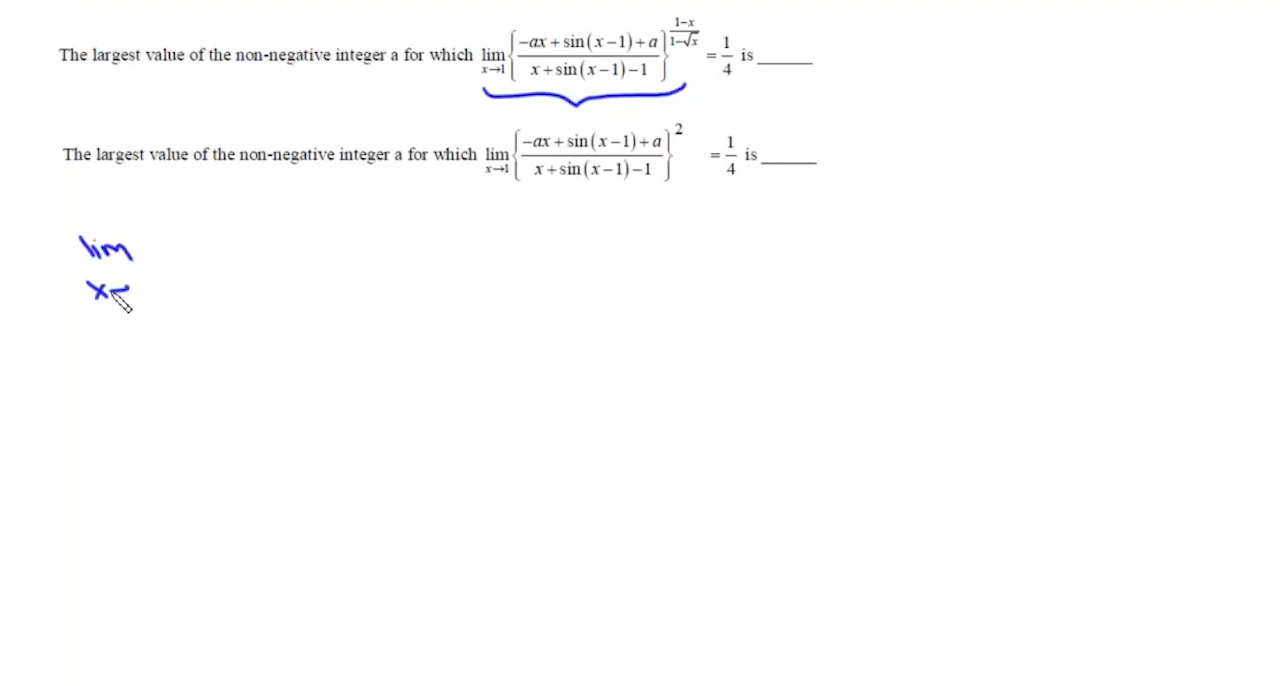 The largest value of the non-negative integer a for which lim_{x→1} { (-ax + sin(x-1) + a) / (x + sin(x-1) - 1) }^{(1-x)/(1-√x)} = 1/4 is ______
The largest value of the non-negative integer a for which lim_{x→1} { (-ax + sin(x-1) + a) / (x + sin(x-1) - 1) }^2 = 1/4 is ______
lim
x